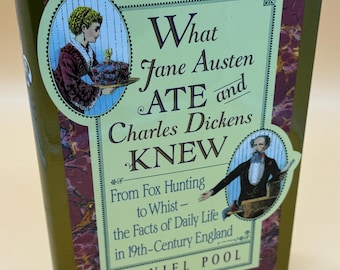 What
Jane Austen
ATE and
Charles Dickens
KNEW
From Fox Hunting
to Whist—
the Facts of Daily Life
in 19th-Century England
NIEL POOL